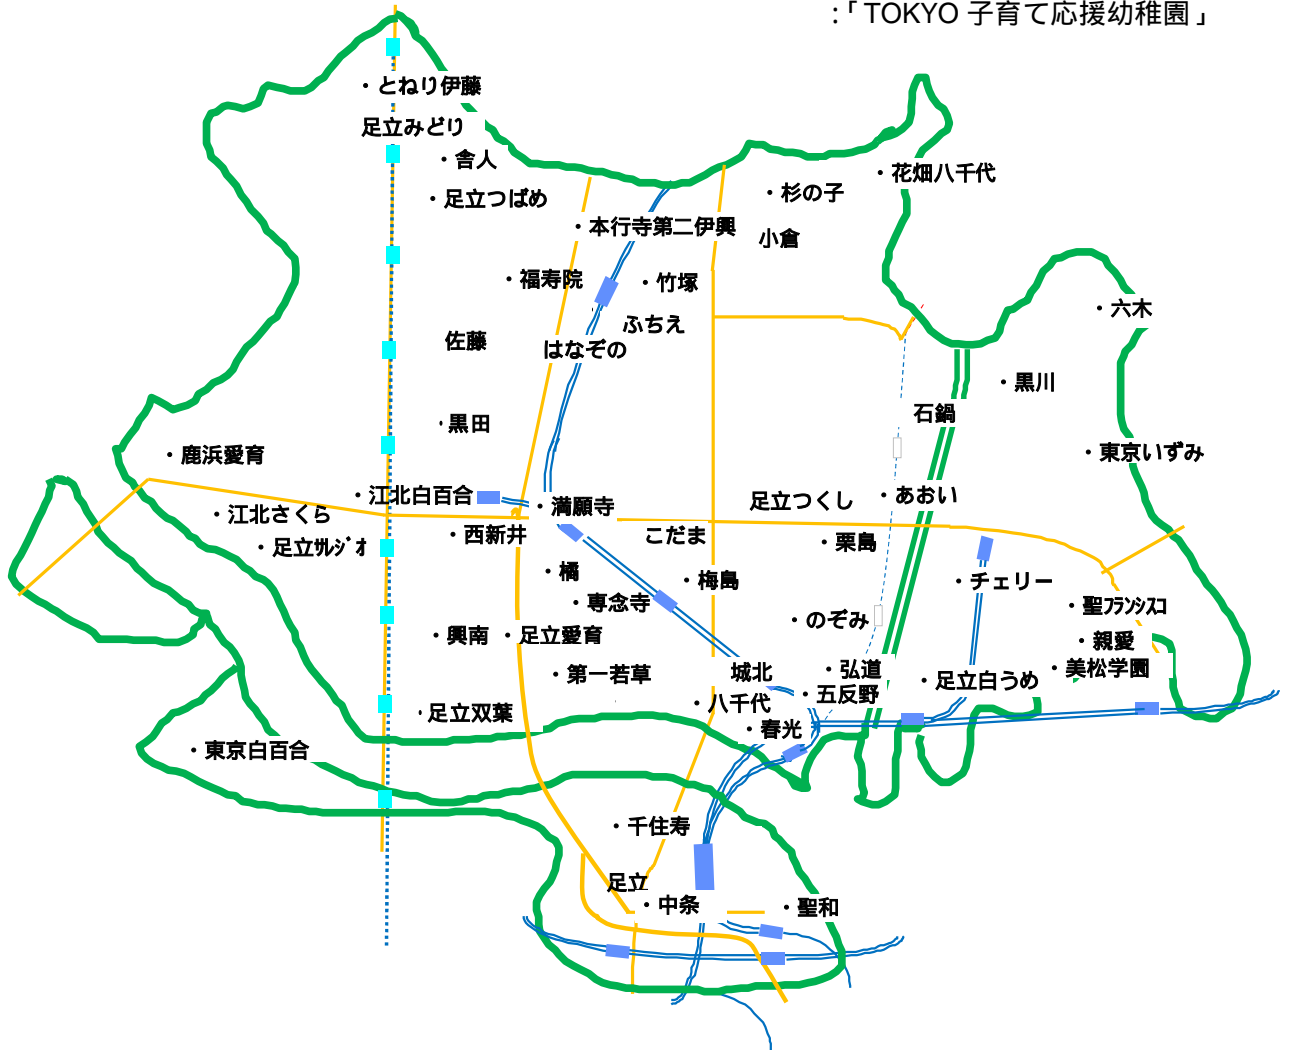 :「TOKYO 子育て応援幼稚園」
・とねり伊藤
足立みどり
・舎人
・足立つばめ
・杉の子
・花畑八千代
・本行寺第二伊興
小倉
・福寿院
・竹塚
・六木
ふちえ
佐藤
はなぞの
・黒川
石鍋
・黒田
・鹿浜愛育
・東京いずみ
・江北白百合
・満願寺
足立つくし
・あおい
・江北さくら
・西新井
こだま
・栗島
・足立ｻﾚｼﾞｵ
・橘
・梅島
・チェリー
・専念寺
・聖ﾌﾗﾝｼｽｺ
・のぞみ
・興南
・足立愛育
・親愛
・第一若草
城北
・弘道
・美松学園
・足立白うめ
・五反野
・八千代
・足立双葉
・春光
・東京白百合
・千住寿
足立
・中条
・聖和